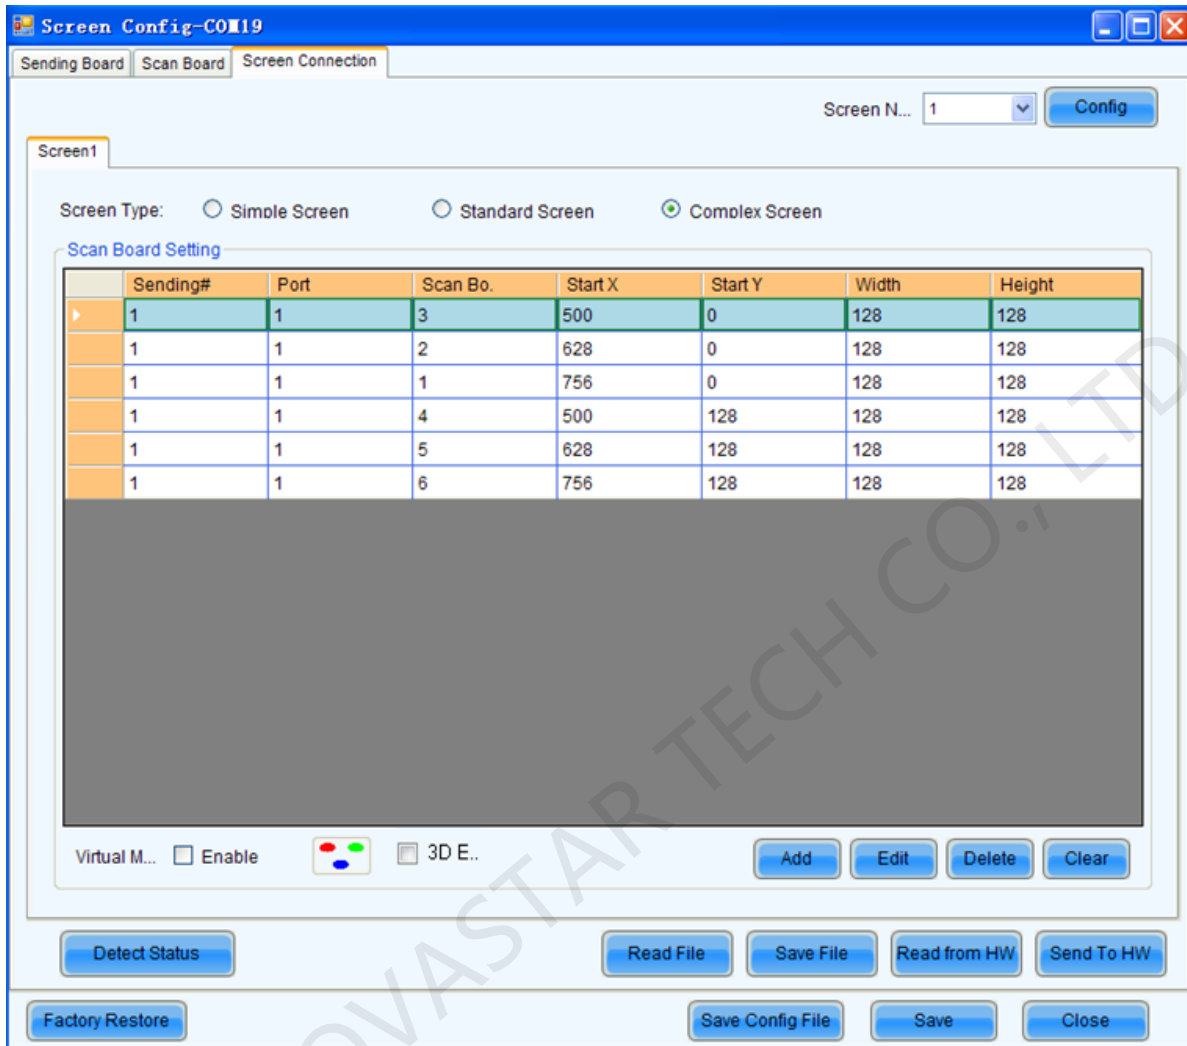 Screen Config-COM19
Sending Board Scan Board Screen Connection
Screen N... 1 Config
Screen1
Screen Type: Simple Screen Standard Screen Complex Screen
Scan Board Setting
Sending# Port Scan Bo. Start X Start Y Width Height
1 1 3 500 0 128 128
1 1 2 628 0 128 128
1 1 1 756 0 128 128
1 1 4 500 128 128 128
1 1 5 628 128 128 128
1 1 6 756 128 128 128
Virtual M... Enable 3D E.. Add Edit Delete Clear
Detect Status Read File Save File Read from HW Send To HW
Factory Restore Save Config File Save Close
OVASTAR TECH CO., LTD